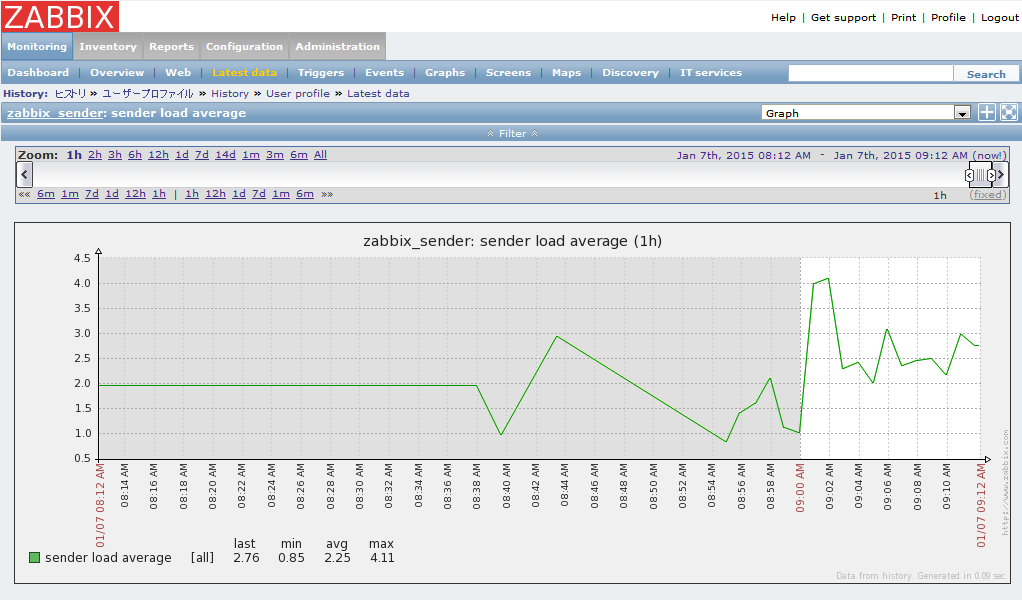 ZABBIX
Help | Get support | Print | Profile | Logout
Monitoring Inventory Reports Configuration Administration
Dashboard | Overview | Web | Latest data | Triggers | Events | Graphs | Screens | Maps | Discovery | IT services Search
History: ヒストリ » ユーザープロファイル » History » User profile » Latest data
zabbix_sender: sender load average Graph
Filter
Zoom: 1h 2h 3h 6h 12h 1d 7d 14d 1m 3m 6m All Jan 7th, 2015 08:12 AM - Jan 7th, 2015 09:12 AM (now!)
«« 6m 1m 7d 1d 12h 1h | 1h 12h 1d 7d 1m 6m »» 1h (fixed)
zabbix_sender: sender load average (1h)
4.5
4.0
3.5
3.0
2.5
2.0
1.5
1.0
0.5
01/07 08:12 AM 08:14 AM 08:16 AM 08:18 AM 08:20 AM 08:22 AM 08:24 AM 08:26 AM 08:28 AM 08:30 AM 08:32 AM 08:34 AM 08:36 AM 08:38 AM 08:40 AM 08:42 AM 08:44 AM 08:46 AM 08:48 AM 08:50 AM 08:52 AM 08:54 AM 08:56 AM 08:58 AM 09:00 AM 09:02 AM 09:04 AM 09:06 AM 09:08 AM 09:10 AM 01/07 09:12 AM
http://www.zabbix.com
last min avg max
sender load average [all] 2.76 0.85 2.25 4.11
Data from history. Generated in 0.09 sec.